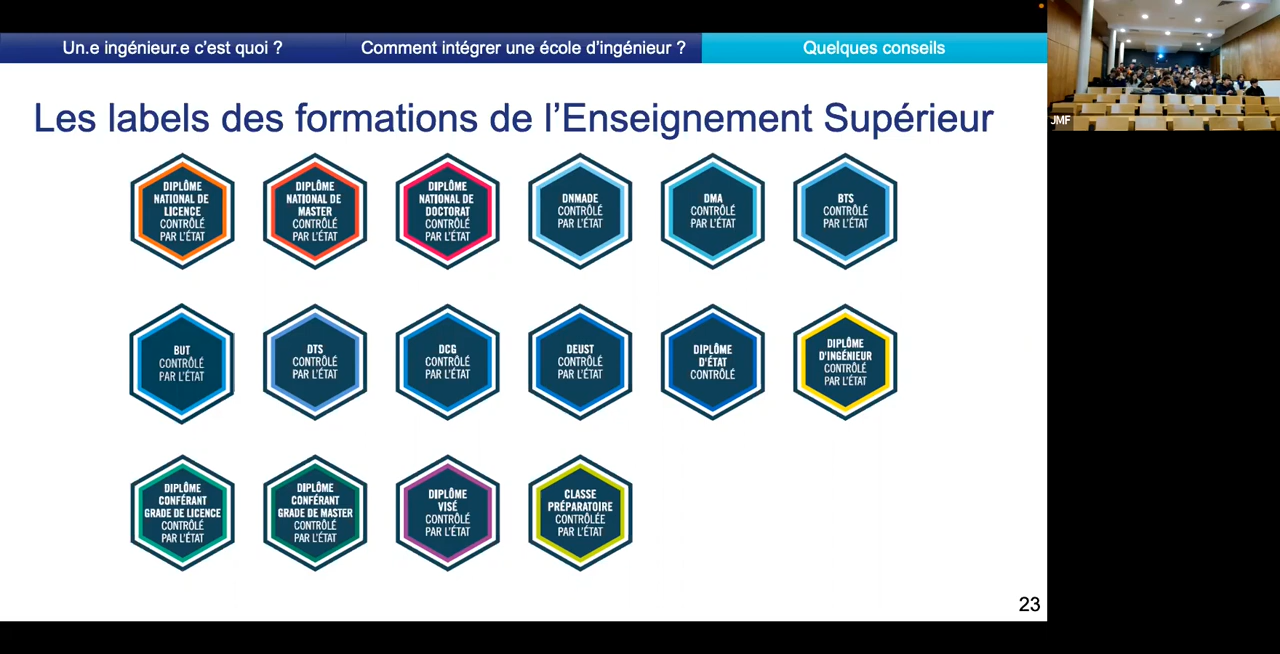 Un.e ingénieur.e c'est quoi ?
Comment intégrer une école d'ingénieur ?
Quelques conseils
JMF
Les labels des formations de l'Enseignement Supérieur
DIPLÔME
NATIONAL DE
LICENCE
CONTRÔLÉ
PAR L'ÉTAT
DIPLÔME
NATIONAL DE
MASTER
CONTRÔLÉ
PAR L'ÉTAT
DIPLÔME
NATIONAL DE
DOCTORAT
CONTRÔLÉ
PAR L'ÉTAT
DNMADE
CONTRÔLÉ
PAR L'ÉTAT
DMA
CONTRÔLÉ
PAR L'ÉTAT
BTS
CONTRÔLÉ
PAR L'ÉTAT
BUT
CONTRÔLÉ
PAR L'ÉTAT
DTS
CONTRÔLÉ
PAR L'ÉTAT
DCG
CONTRÔLÉ
PAR L'ÉTAT
DEUST
CONTRÔLÉ
PAR L'ÉTAT
DIPLÔME
D'ÉTAT
CONTRÔLÉ
DIPLÔME
D'INGÉNIEUR
CONTRÔLÉ
PAR L'ÉTAT
DIPLÔME
CONFÉRANT
GRADE DE LICENCE
CONTRÔLÉ
PAR L'ÉTAT
DIPLÔME
CONFÉRANT
GRADE DE MASTER
CONTRÔLÉ
PAR L'ÉTAT
DIPLÔME
VISÉ
CONTRÔLÉ
PAR L'ÉTAT
CLASSE
PRÉPARATOIRE
CONTRÔLÉE
PAR L'ÉTAT
23